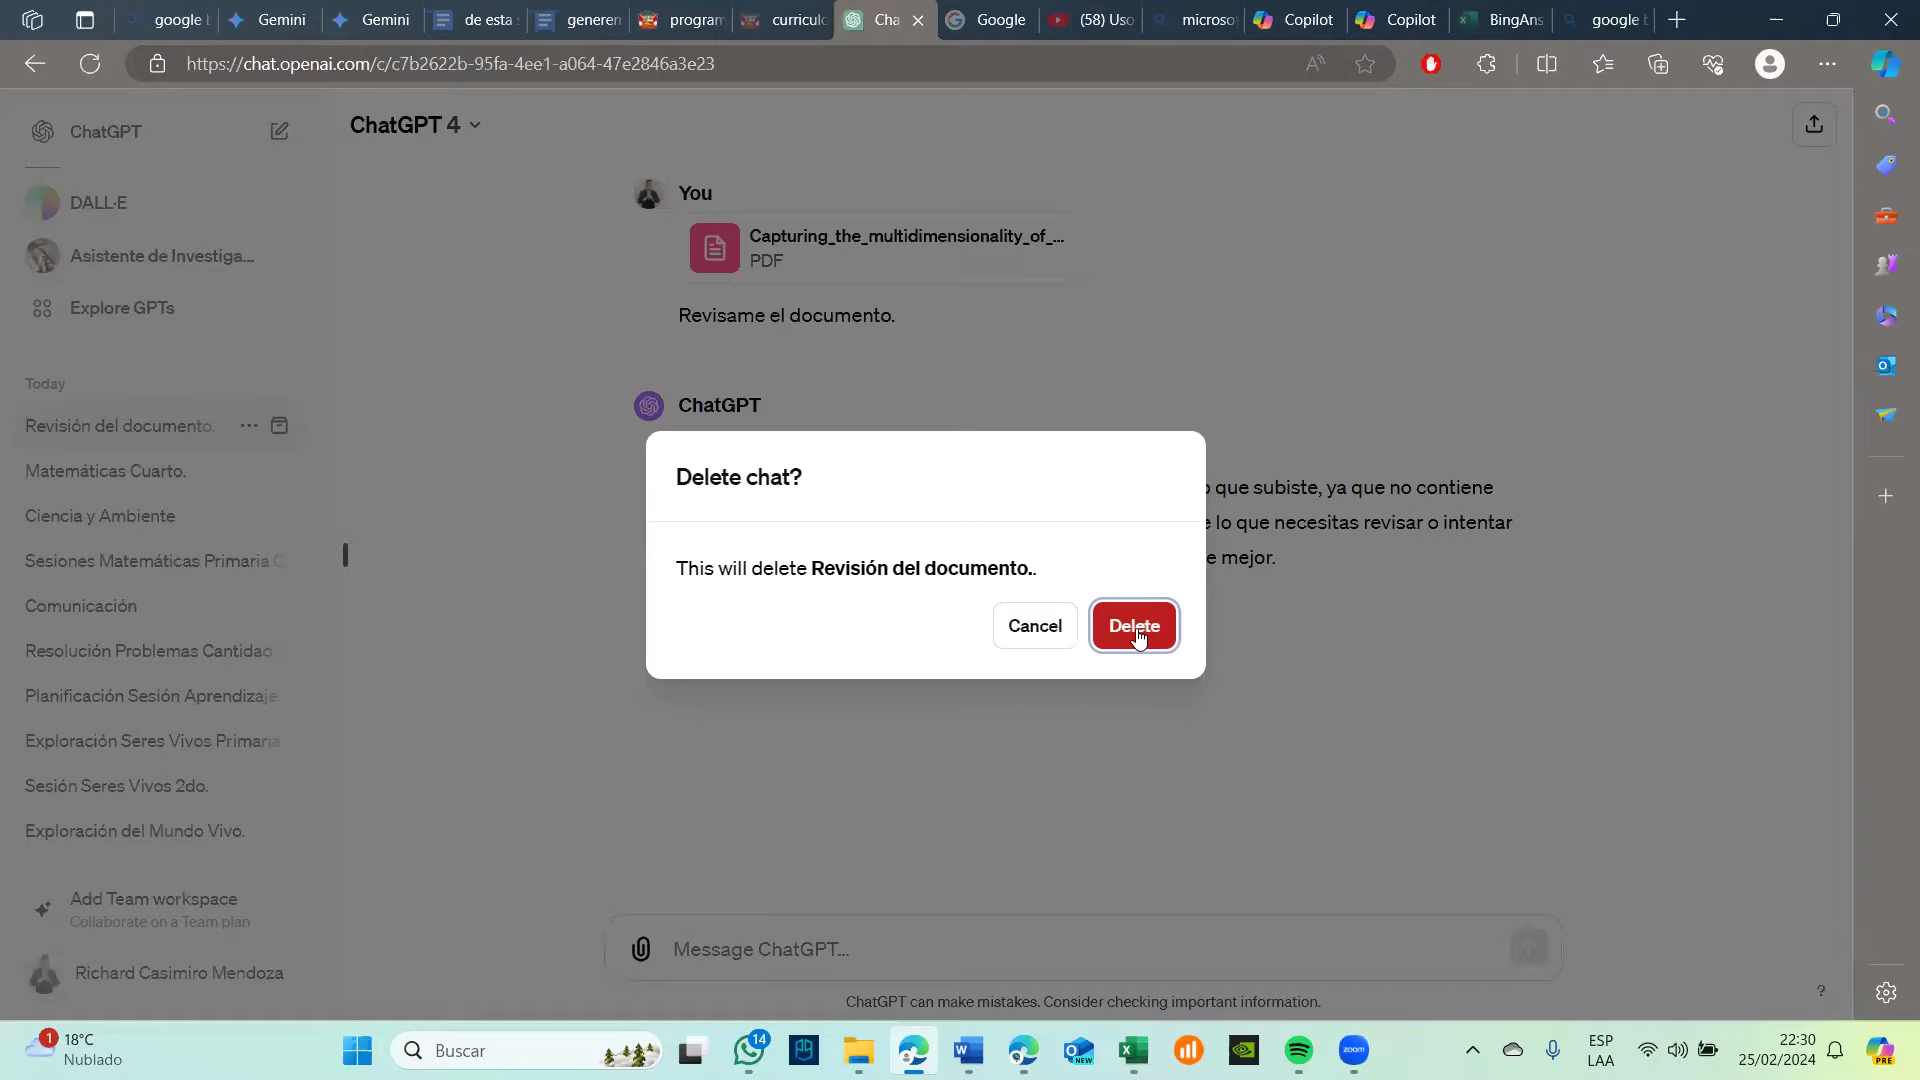 google
Gemini
Gemini
de esta
generen
program
curriculo
Cha
Google
(58) Uso
microso
Copilot
Copilot
BingAns
google
https://chat.openai.com/c/c7b2622b-95fa-4ee1-a064-47e2846a3e23
ChatGPT
DALL·E
Asistente de Investiga...
Explore GPTs
Today
Revisión del documento.
Matemáticas Cuarto.
Ciencia y Ambiente
Sesiones Matemáticas Primaria
Comunicación
Resolución Problemas Cantidad
Planificación Sesión Aprendizaje
Exploración Seres Vivos Primaria
Sesión Seres Vivos 2do.
Exploración del Mundo Vivo.
Add Team workspace
Collaborate on a Team plan
Richard Casimiro Mendoza
ChatGPT 4
You
Capturing_the_multidimensionality_of_...
PDF
Revisame el documento.
ChatGPT
que subiste, ya que no contiene
lo que necesitas revisar o intentar
mejor.
Delete chat?
This will delete Revisión del documento..
Cancel
Delete
Message ChatGPT...
ChatGPT can make mistakes. Consider checking important information.
?
1
18°C
Nublado
Buscar
14
W
NEW
zoom
ESP
LAA
22:30
25/02/2024
PRE